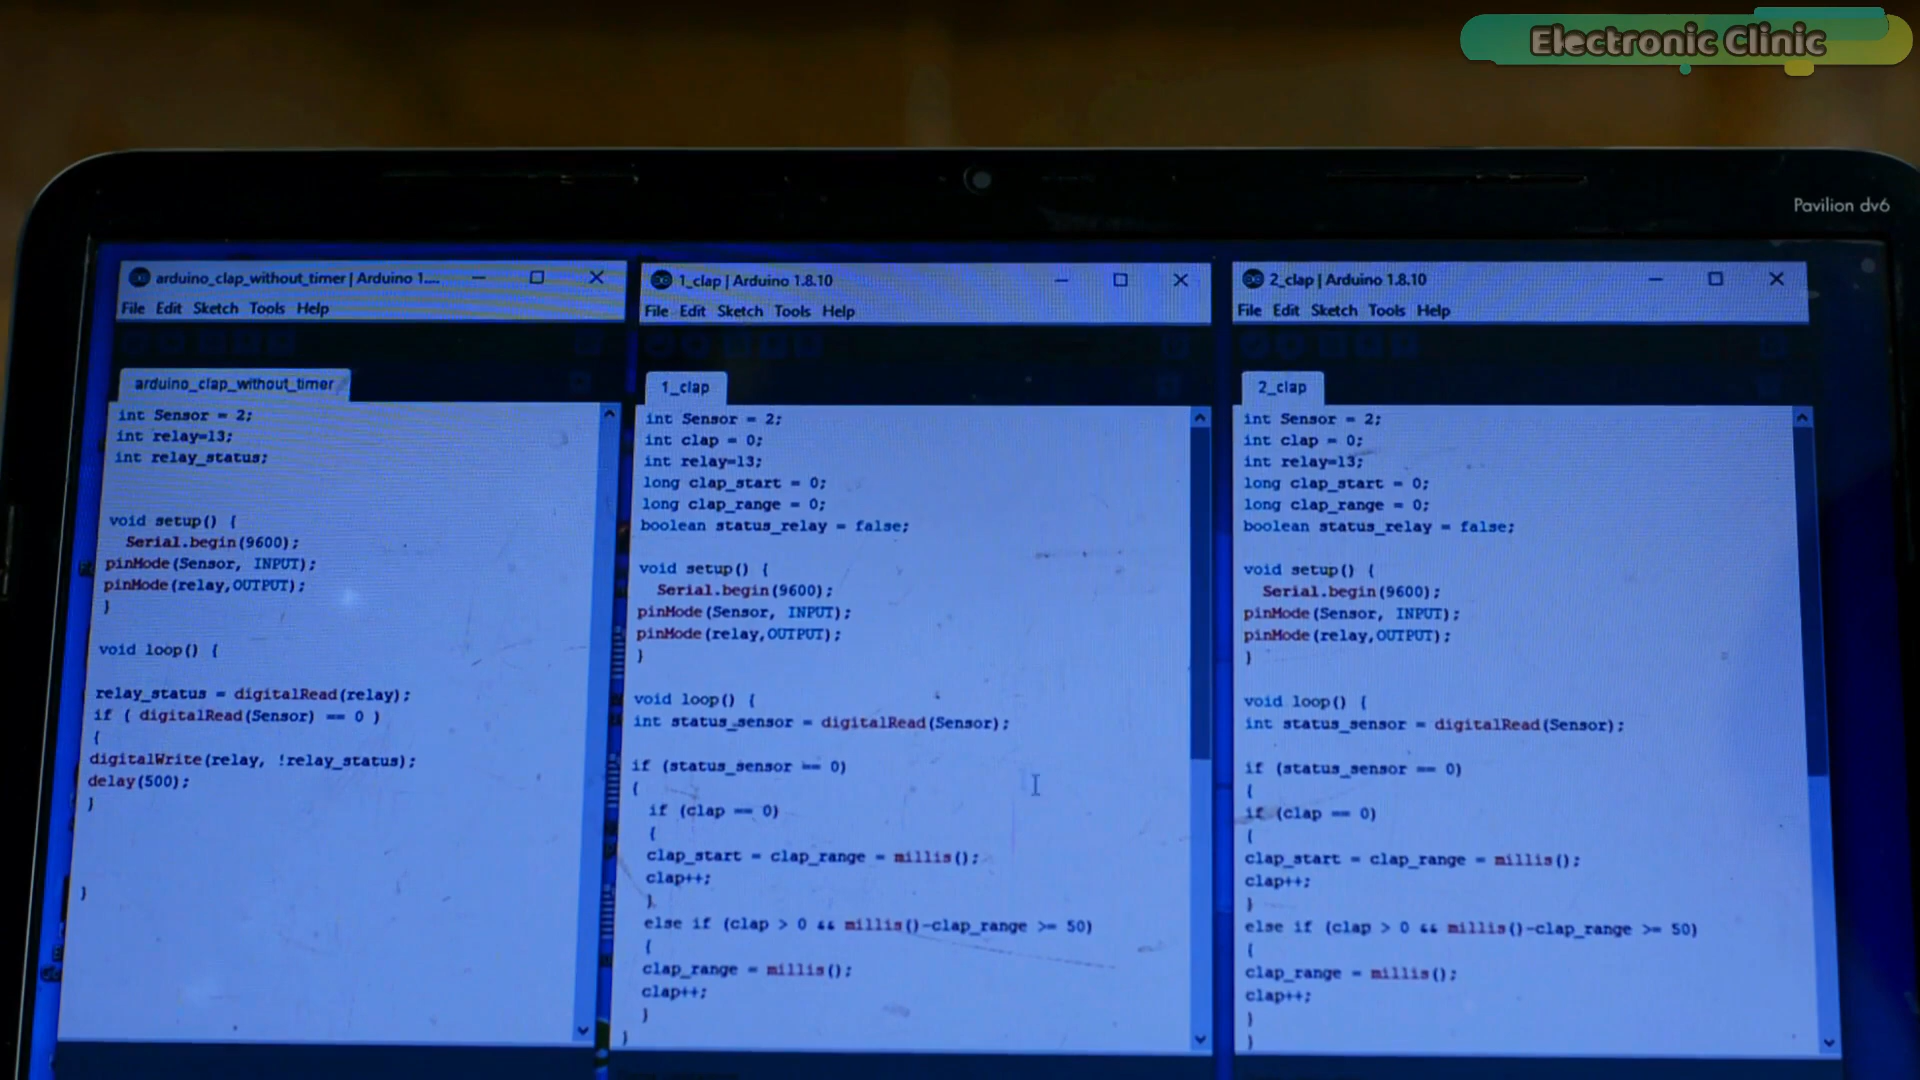 Electronic Clinic
Pavilion dv6
arduino_clap_without_timer | Arduino 1....
File Edit Sketch Tools Help
arduino_clap_without_timer
int Sensor = 2;
int relay=13;
int relay_status;
void setup() {
Serial.begin(9600);
pinMode(Sensor, INPUT);
pinMode(relay,OUTPUT);
}
void loop() {
relay_status = digitalRead(relay);
if ( digitalRead(Sensor) == 0 )
{
digitalWrite(relay, !relay_status);
delay(500);
}
}
1_clap | Arduino 1.8.10
File Edit Sketch Tools Help
1_clap
int Sensor = 2;
int clap = 0;
int relay=13;
long clap_start = 0;
long clap_range = 0;
boolean status_relay = false;
void setup() {
Serial.begin(9600);
pinMode(Sensor, INPUT);
pinMode(relay,OUTPUT);
}
void loop() {
int status_sensor = digitalRead(Sensor);
if (status_sensor == 0)
{
if (clap == 0)
{
clap_start = clap_range = millis();
clap++;
}
else if (clap > 0 && millis()-clap_range >= 50)
{
clap_range = millis();
clap++;
}
}
2_clap | Arduino 1.8.10
File Edit Sketch Tools Help
2_clap
int Sensor = 2;
int clap = 0;
int relay=13;
long clap_start = 0;
long clap_range = 0;
boolean status_relay = false;
void setup() {
Serial.begin(9600);
pinMode(Sensor, INPUT);
pinMode(relay,OUTPUT);
}
void loop() {
int status_sensor = digitalRead(Sensor);
if (status_sensor == 0)
{
if (clap == 0)
{
clap_start = clap_range = millis();
clap++;
}
else if (clap > 0 && millis()-clap_range >= 50)
{
clap_range = millis();
clap++;
}
}